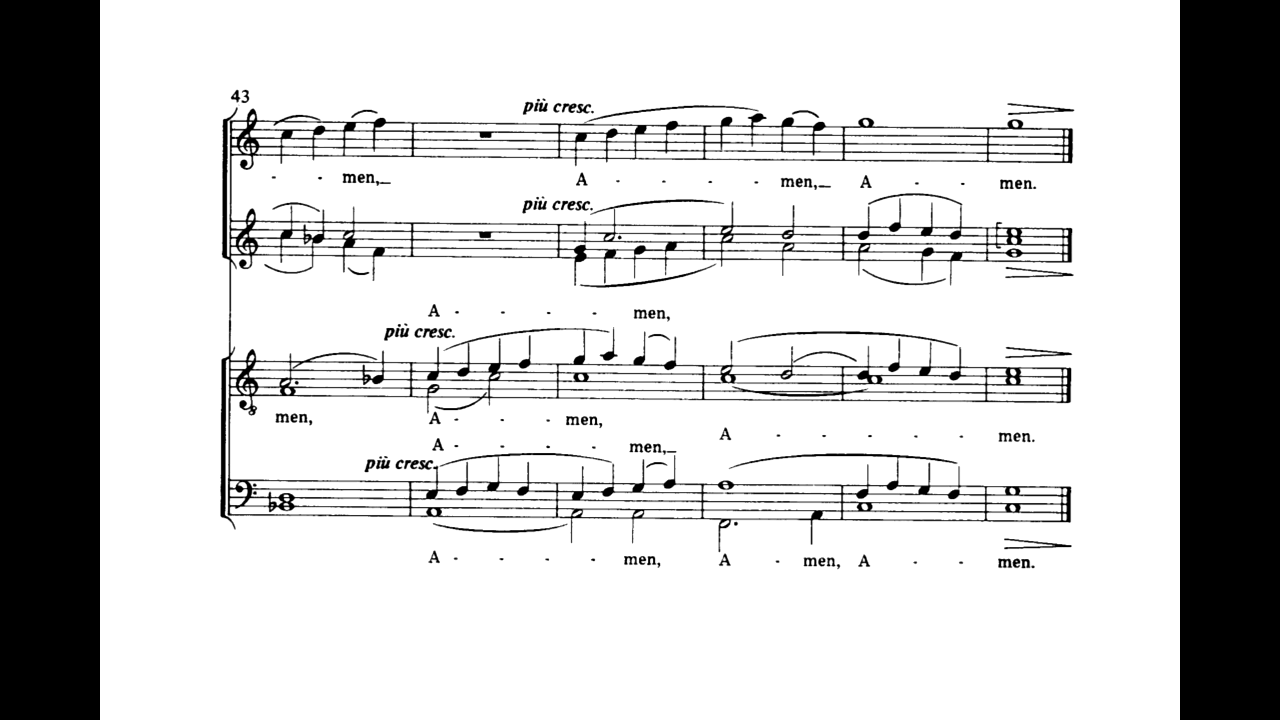 43
più cresc.
- - men, A - - - - men, A - - men.
più cresc.
A - - - - men,
più cresc.
8
men, A - - men,
A - - - - - men.
A - - - - men,
più cresc.
A - - - - men, A - men, A - - men.